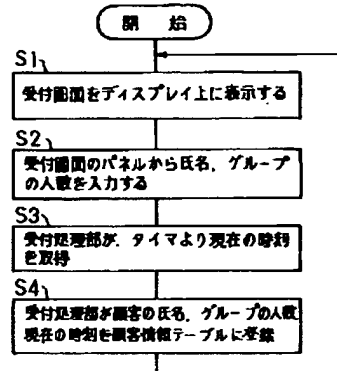 開 始
S1
受付画面をディスプレイ上に表示する
S2
受付画面のパネルから氏名，グループ
の人数を入力する
S3
受付処理部が，タイマより現在の時刻
を取得
S4
受付処理部が顧客の氏名，グループの人数
現在の時刻を顧客情報テーブルに登録